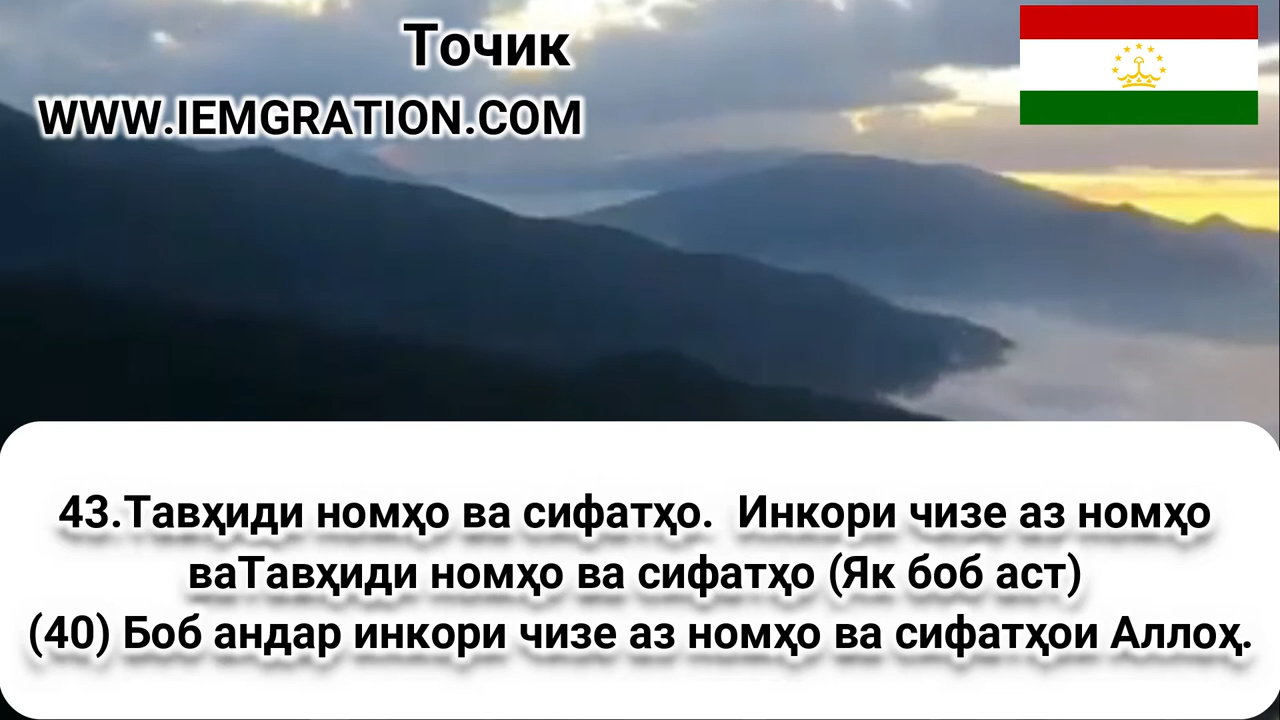 Точик
WWW.IEMGRATION.COM
43.Тавҳиди номҳо ва сифатҳо.  Инкори чизе аз номҳо
ваТавҳиди номҳо ва сифатҳо (Як боб аст)
(40) Боб андар инкори чизе аз номҳо ва сифатҳои Аллоҳ.